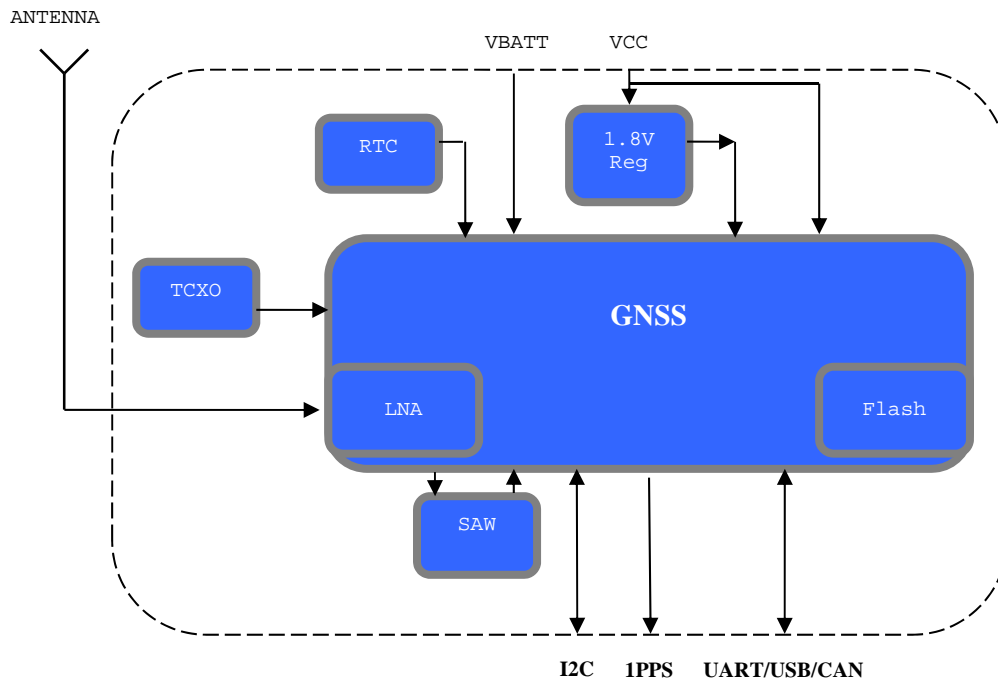 ANTENNA
VBATT
VCC
RTC
1.8V
Reg
TCXO
GNSS
LNA
Flash
SAW
I2C
1PPS
UART/USB/CAN